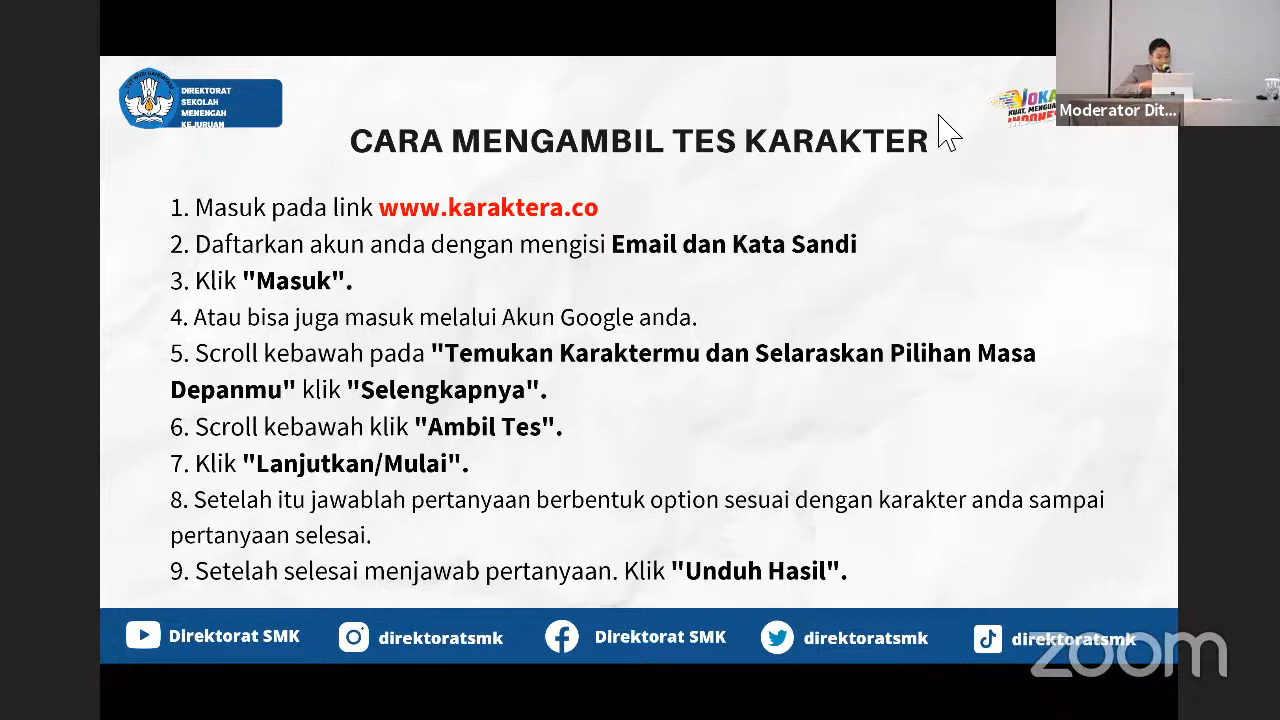 DIREKTORAT
SEKOLAH
MENENGAH
KEJURUAN
VOKA
KUAT, MENGUA
INDONE
Moderator Dit...
CARA MENGAMBIL TES KARAKTER
1. Masuk pada link www.karaktera.co
2. Daftarkan akun anda dengan mengisi Email dan Kata Sandi
3. Klik "Masuk".
4. Atau bisa juga masuk melalui Akun Google anda.
5. Scroll kebawah pada "Temukan Karaktermu dan Selaraskan Pilihan Masa
Depanmu" klik "Selengkapnya".
6. Scroll kebawah klik "Ambil Tes".
7. Klik "Lanjutkan/Mulai".
8. Setelah itu jawablah pertanyaan berbentuk option sesuai dengan karakter anda sampai
pertanyaan selesai.
9. Setelah selesai menjawab pertanyaan. Klik "Unduh Hasil".
Direktorat SMK direktoratsmk Direktorat SMK direktoratsmk direktoratsmk
zoom